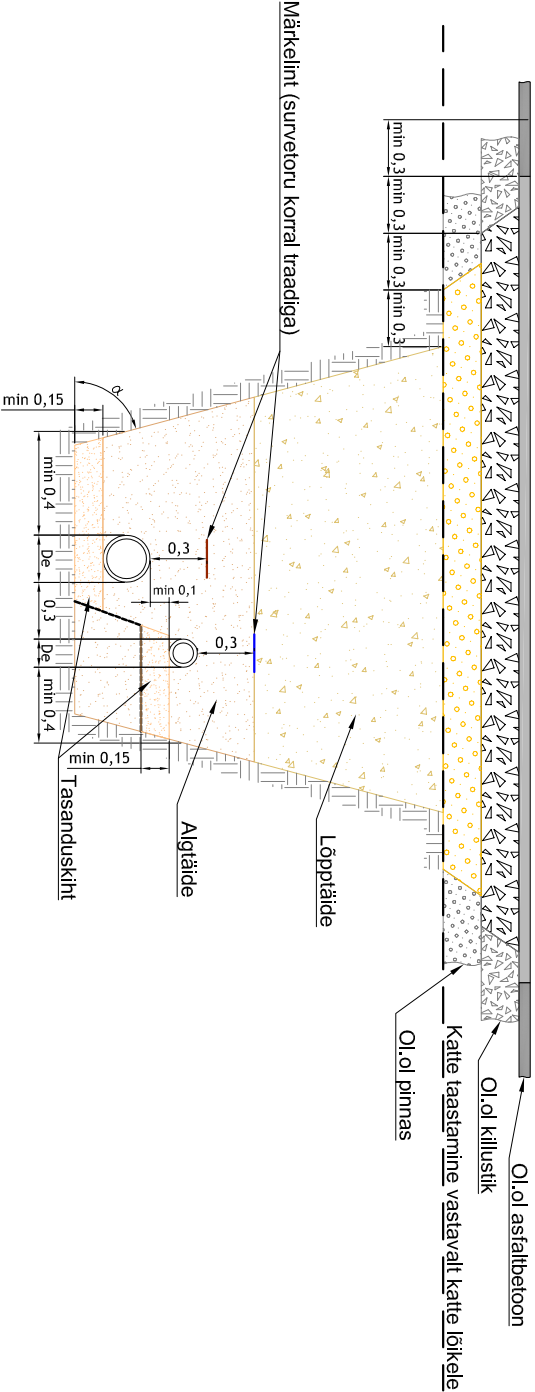 Ol.ol asfaltbetoon
Ol.ol killustik
Katte taastamine vastavalt katte lõikele
Ol.ol pinnas
min 0,3
min 0,3
min 0,3
min 0,3
Lõpptäide
Märkelint (survetoru korral traadiga)
Algtäide
0,3
0,3
α
min 0,1
min 0,15
min 0,15
Tasanduskiht
min 0,4
De
0,3
De
min 0,4